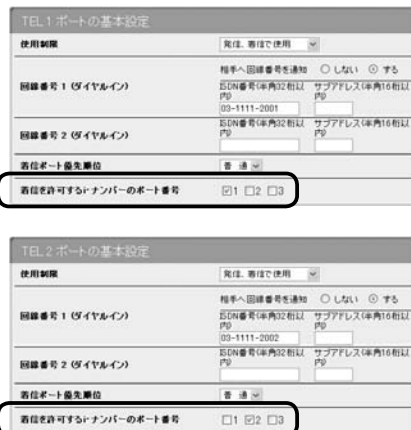 TEL1ポートの基本設定
使用制限 発信、着信で使用
相手へ回線番号を通知 しない する
回線番号1(ダイヤルイン) ISDN番号(半角32桁以内) サブアドレス(半角16桁以内)
03-1111-2001
回線番号2(ダイヤルイン) ISDN番号(半角32桁以内) サブアドレス(半角16桁以内)
着信ポート優先順位 普通
着信を許可するi・ナンバーのポート番号 1 2 3
TEL2ポートの基本設定
使用制限 発信、着信で使用
相手へ回線番号を通知 しない する
回線番号1(ダイヤルイン) ISDN番号(半角32桁以内) サブアドレス(半角16桁以内)
03-1111-2002
回線番号2(ダイヤルイン) ISDN番号(半角32桁以内) サブアドレス(半角16桁以内)
着信ポート優先順位 普通
着信を許可するi・ナンバーのポート番号 1 2 3